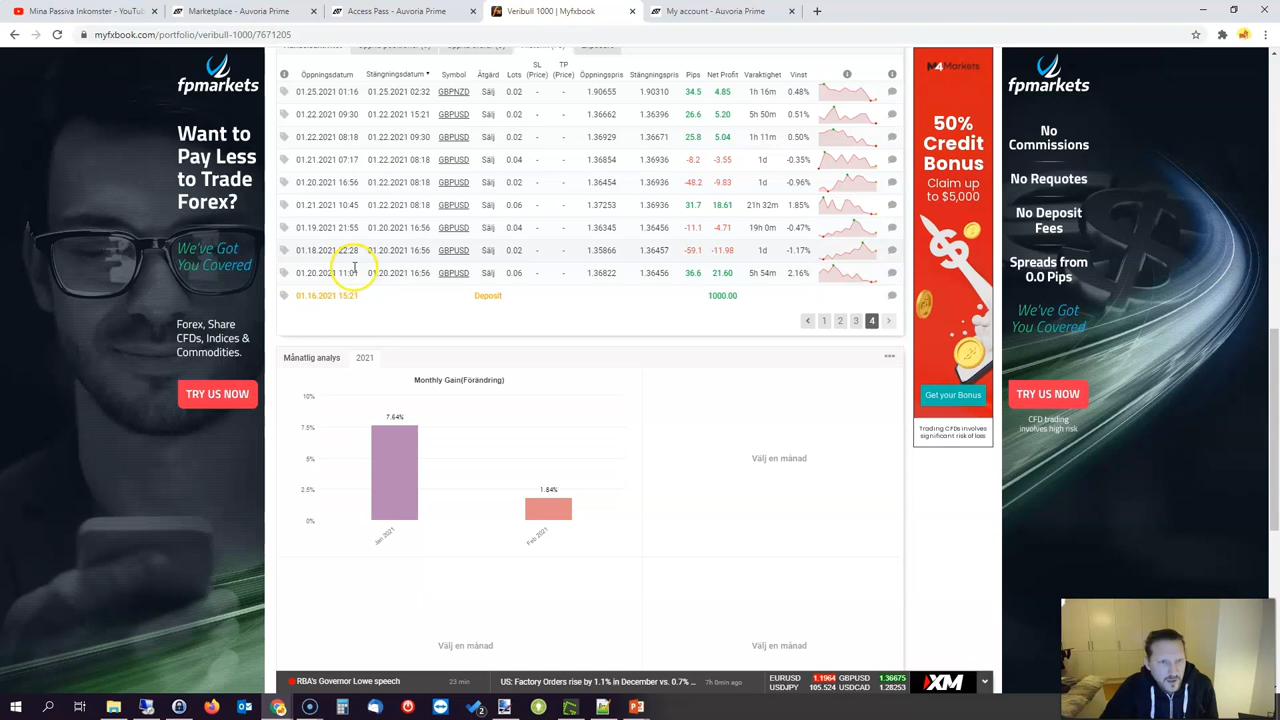 Mina Passiva Inkomster - YouTube
Access Pass - Auvoria Prime
Veribull 1000 | Myfxbook
My account - Auvoria Prime
myfxbook.com/portfolio/veribull-1000/7671205
fpmarkets
Want to
Pay Less
to Trade
Forex?
We've Got
You Covered
Forex, Share
CFDs, Indices &
Commodities.
TRY US NOW
Öppningsdatum Stängningsdatum Symbol Åtgärd Lots SL (Price) TP (Price) Öppningspris Stängningspris Pips Net Profit Varaktighet Vinst
01.25.2021 01:16 01.25.2021 02:32 GBPNZD Sälj 0.02 - - 1.90655 1.90310 34.5 4.85 1h 16m 0.48%
01.22.2021 09:30 01.22.2021 15:21 GBPUSD Sälj 0.02 - - 1.36662 1.36396 26.6 5.20 5h 50m 0.51%
01.22.2021 08:18 01.22.2021 09:30 GBPUSD Sälj 0.02 - - 1.36929 1.36671 25.8 5.04 1h 11m 0.50%
01.21.2021 07:17 01.22.2021 08:18 GBPUSD Sälj 0.04 - - 1.36854 1.36936 -8.2 -3.55 1d -0.35%
01.20.2021 16:56 01.22.2021 08:18 GBPUSD Sälj 0.02 - - 1.36454 1.36936 -48.2 -9.83 1d -0.96%
01.21.2021 10:45 01.22.2021 08:18 GBPUSD Sälj 0.06 - - 1.37253 1.36936 31.7 18.61 21h 32m 1.85%
01.19.2021 21:55 01.20.2021 16:56 GBPUSD Sälj 0.04 - - 1.36345 1.36456 -11.1 -4.71 19h 0m -0.47%
01.18.2021 22:28 01.20.2021 16:56 GBPUSD Sälj 0.02 - - 1.35866 1.36457 -59.1 -11.98 1d -1.17%
01.20.2021 11:01 01.20.2021 16:56 GBPUSD Sälj 0.06 - - 1.36822 1.36456 36.6 21.60 5h 54m 2.16%
01.16.2021 15:21 Deposit 1000.00
1 2 3 4
Månatlig analys 2021
Monthly Gain(Förändring)
10%
7.5%
5%
2.5%
0%
7.64%
1.84%
Jan 2021
Feb 2021
Välj en månad
Välj en månad
Välj en månad
M4Markets
50%
Credit
Bonus
Claim up
to $5,000
Get your Bonus
Trading CFDs involves
significant risk of loss
fpmarkets
No
Commissions
No Requotes
No Deposit
Fees
Spreads from
0.0 Pips
We've Got
You Covered
TRY US NOW
CFD trading
involves high risk
RBA's Governor Lowe speech 23 min
US: Factory Orders rise by 1.1% in December vs. 0.7% ... 7h 0min ago
EURUSD 1.1964 GBPUSD 1.36675
USDJPY 105.524 USDCAD 1.28253
XM